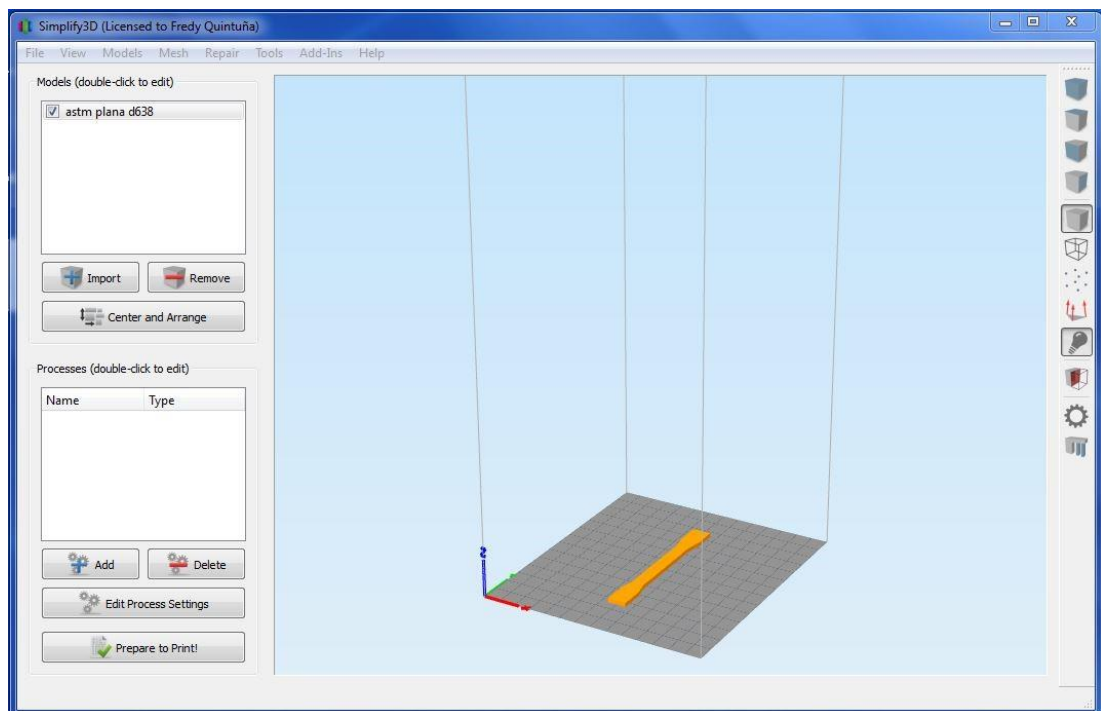 Simplify3D (Licensed to Fredy Quintuña)
File View Models Mesh Repair Tools Add-Ins Help
Models (double-click to edit)
astm plana d638
Import Remove
Center and Arrange
Processes (double-click to edit)
Name Type
Add Delete
Edit Process Settings
Prepare to Print!